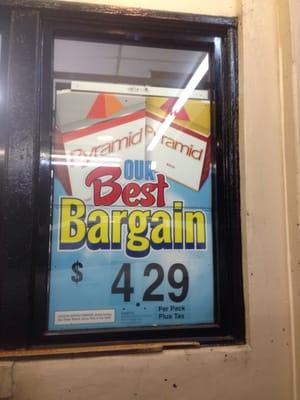 Pyramid
Pyramid
OUR
Best
Bargain
$ 4.29
Per Pack
Plus Tax